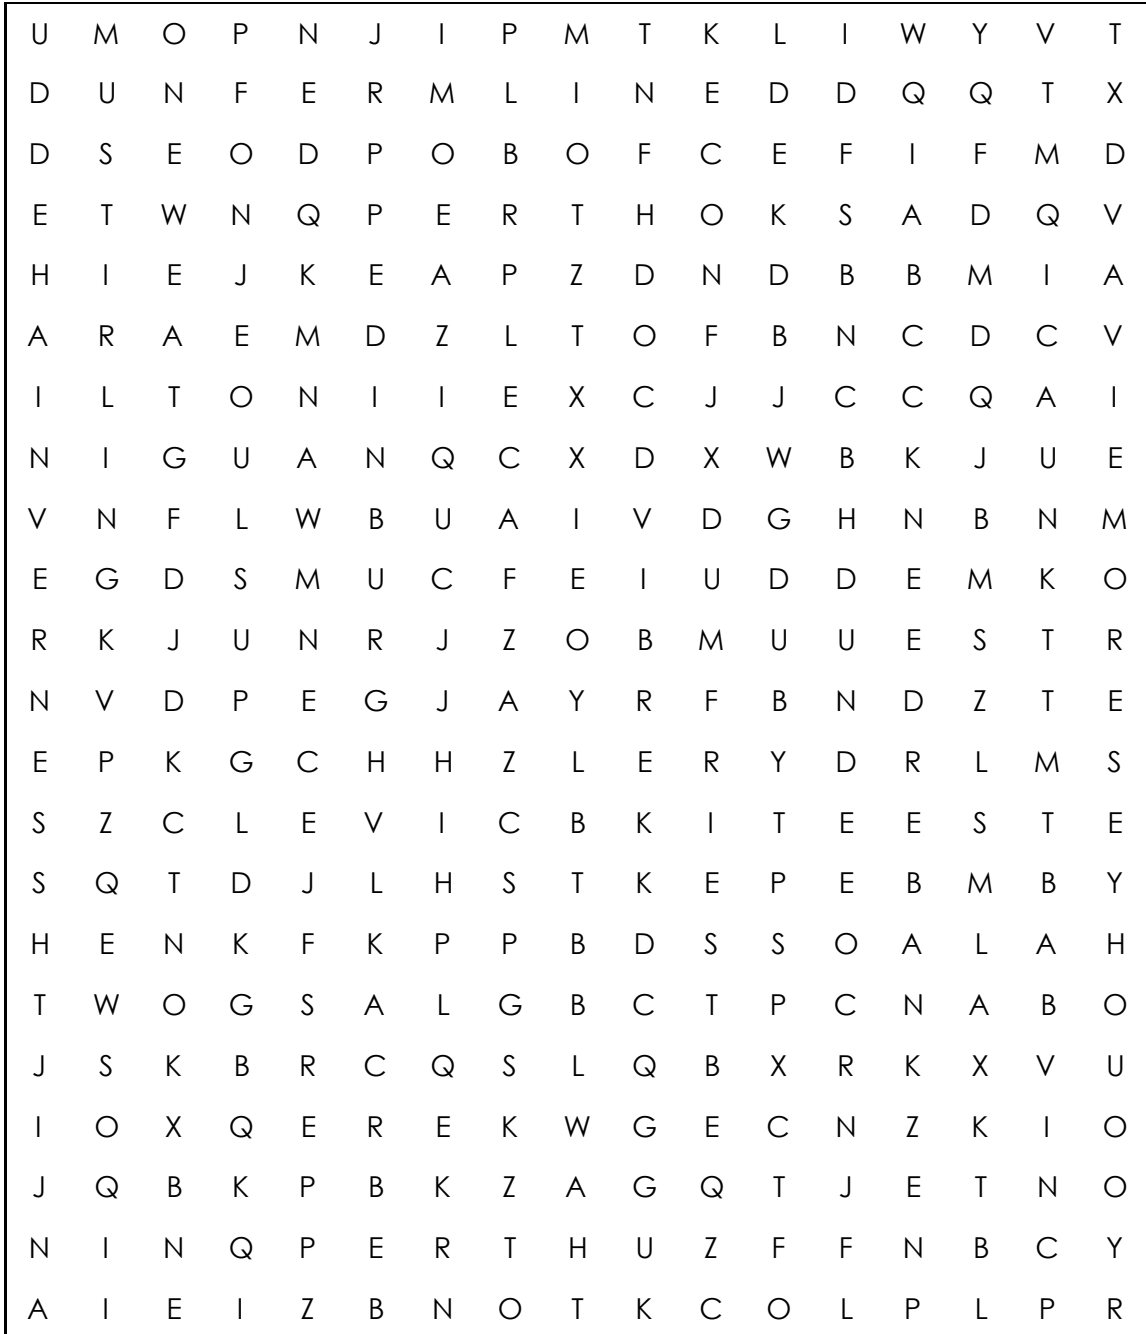 U M O P N J I P M T K L I W Y V T
D U N F E R M L I N E D D Q Q T X
D S E O D P O B O F C E F I F M D
E T W N Q P E R T H O K S A D Q V
H I E J K E A P Z D N D B B M I A
A R A E M D Z L T O F B N C D C V
I L T O N I I E X C J J C C Q A I
N I G U A N Q C X D X W B K J U E
V N F L W B U A I V D G H N B N M
E G D S M U C F E I U D D E M K O
R K J U N R J Z O B M U U E S T R
N V D P E G J A Y R F B N D Z T E
E P K G C H H Z L E R Y D R L M S
S Z C L E V I C B K I T E E S T E
S Q T D J L H S T K E P E B M B Y
H E N K F K P P B D S S O A L A H
T W O G S A L G B C T P C N A B O
J S K B R C Q S L Q B X R K X V U
I O X Q E R E K W G E C N Z K I O
J Q B K P B K Z A G Q T J E T N O
N I N Q P E R T H U Z F F N B C Y
A I E I Z B N O T K C O L P L P R